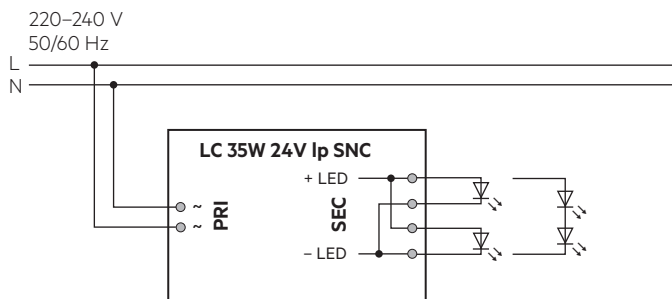 220–240 V
50/60 Hz
L
N
LC 35W 24V lp SNC
+ LED
~ PRI
~
SEC
– LED